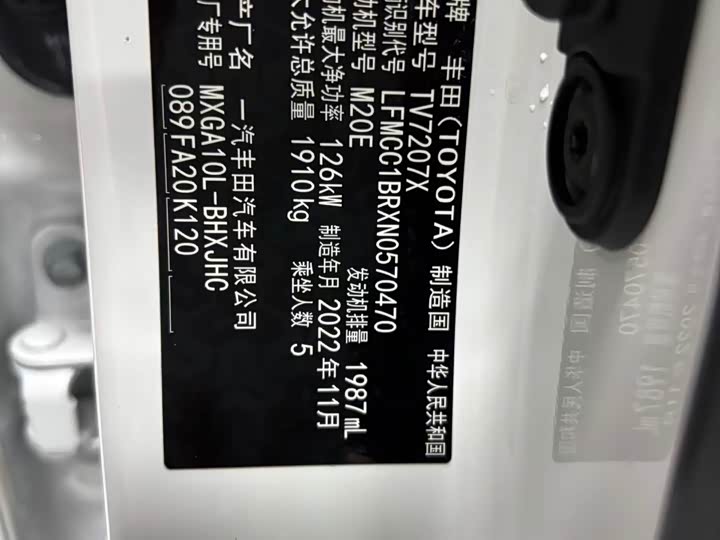 牌 丰田(TOYOTA) 制造国 中华人民共和国
车型号 TV7207X
识别代号 LFMCC1BRXN0570470
动机型号 M20E 发动机排量 1987mL
机最大净功率 126kW 制造年月 2022年11月
大允许总质量 1910kg 乘坐人数 5
产厂名 一汽丰田汽车有限公司
厂专用号 MXGA10L-BHXJHC
089FA20K120